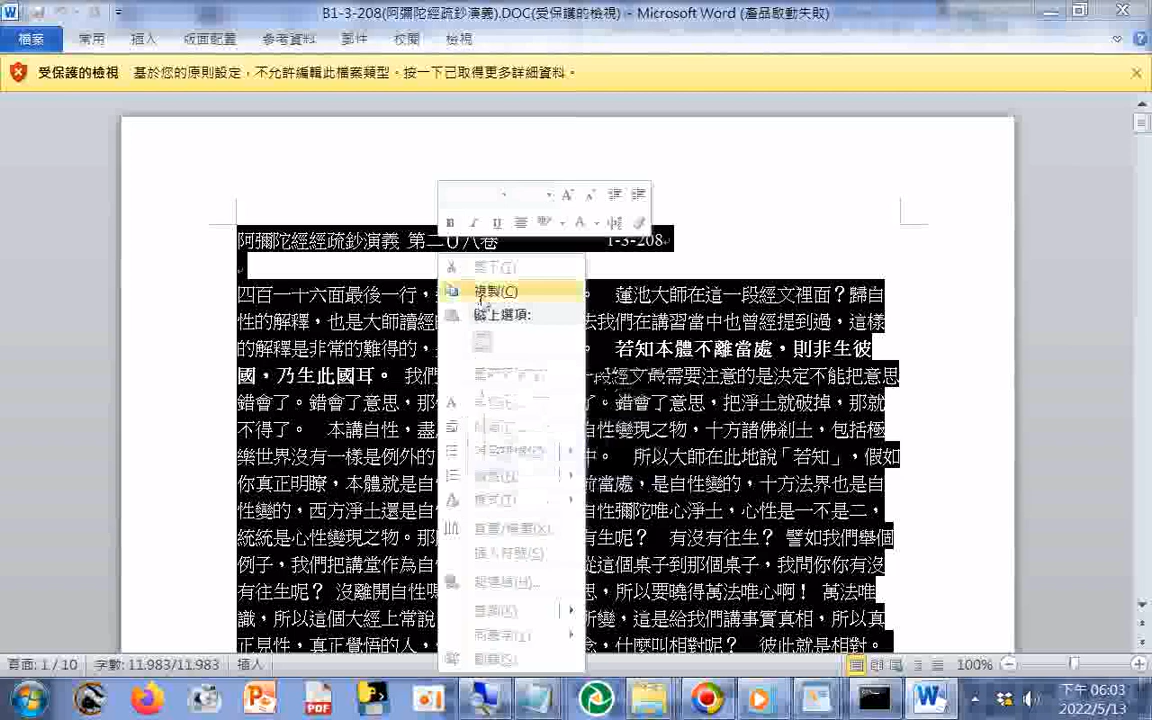 B1-3-208(阿彌陀經疏鈔演義).DOC(受保護的檢視) - Microsoft Word (產品啟動失敗)
檔案 常用 插入 版面配置 參考資料 郵件 校閱 檢視
受保護的檢視 基於您的原則設定，不允許編輯此檔案類型。按一下已取得更多詳細資料。
阿彌陀經經疏鈔演義 第二０八卷 1-3-208
剪下(T)
四百一十六面最後一行， 複製(C) 。 蓮池大師在這一段經文裡面？歸自
性的解釋，也是大師讀經 貼上選項: 去我們在講習當中也曾經提到過，這樣
的解釋是非常的難得的， 。 若知本體不離當處，則非生彼
國，乃生此國耳。 我們 一段經文最需要注意的是決定不能把意思
錯會了。錯會了意思，那 了。錯會了意思，把淨土就破掉，那就
不得了。 本講自性，盡 自性變現之物，十方諸佛剎土，包括極
樂世界沒有一樣是例外的 中。 所以大師在此地說「若知」，假如
你真正明瞭，本體就是自 當處，是自性變的，十方法界也是自
性變的，西方淨土還是自 自性彌陀唯心淨土，心性是一不是二，
統統是心性變現之物。那 有生呢？ 有沒有往生？ 譬如我們舉個
例子，我們把講堂作為自 從這個桌子到那個桌子，我問你你有沒
有往生呢？ 沒離開自性嗎 思，所以要曉得萬法唯心啊！ 萬法唯
識，所以這個大經上常說 所變，這是給我們講事實真相，所以真
正見性，真正覺悟的人， 念，什麼叫相對呢？ 彼此就是相對。
頁面: 1 / 10 字數: 11,983/11,983 插入 100%
下午 06:03
2022/5/13